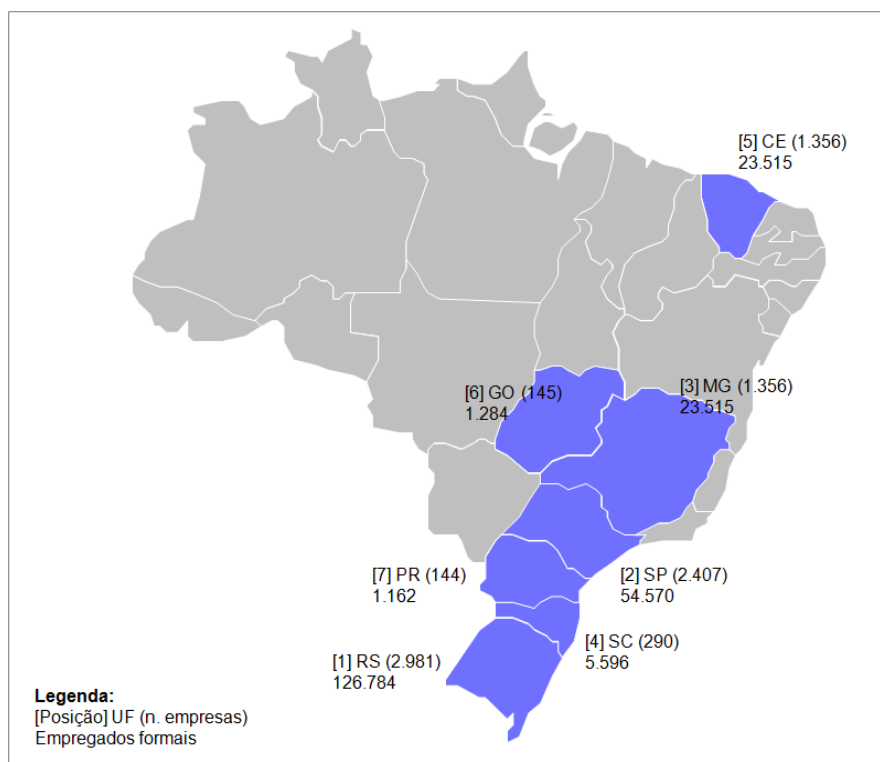 [5] CE (1.356)
23.515
[6] GO (145)
1.284
[3] MG (1.356)
23.515
[7] PR (144)
1.162
[2] SP (2.407)
54.570
[1] RS (2.981)
126.784
[4] SC (290)
5.596
Legenda:
[Posição] UF (n. empresas)
Empregados formais